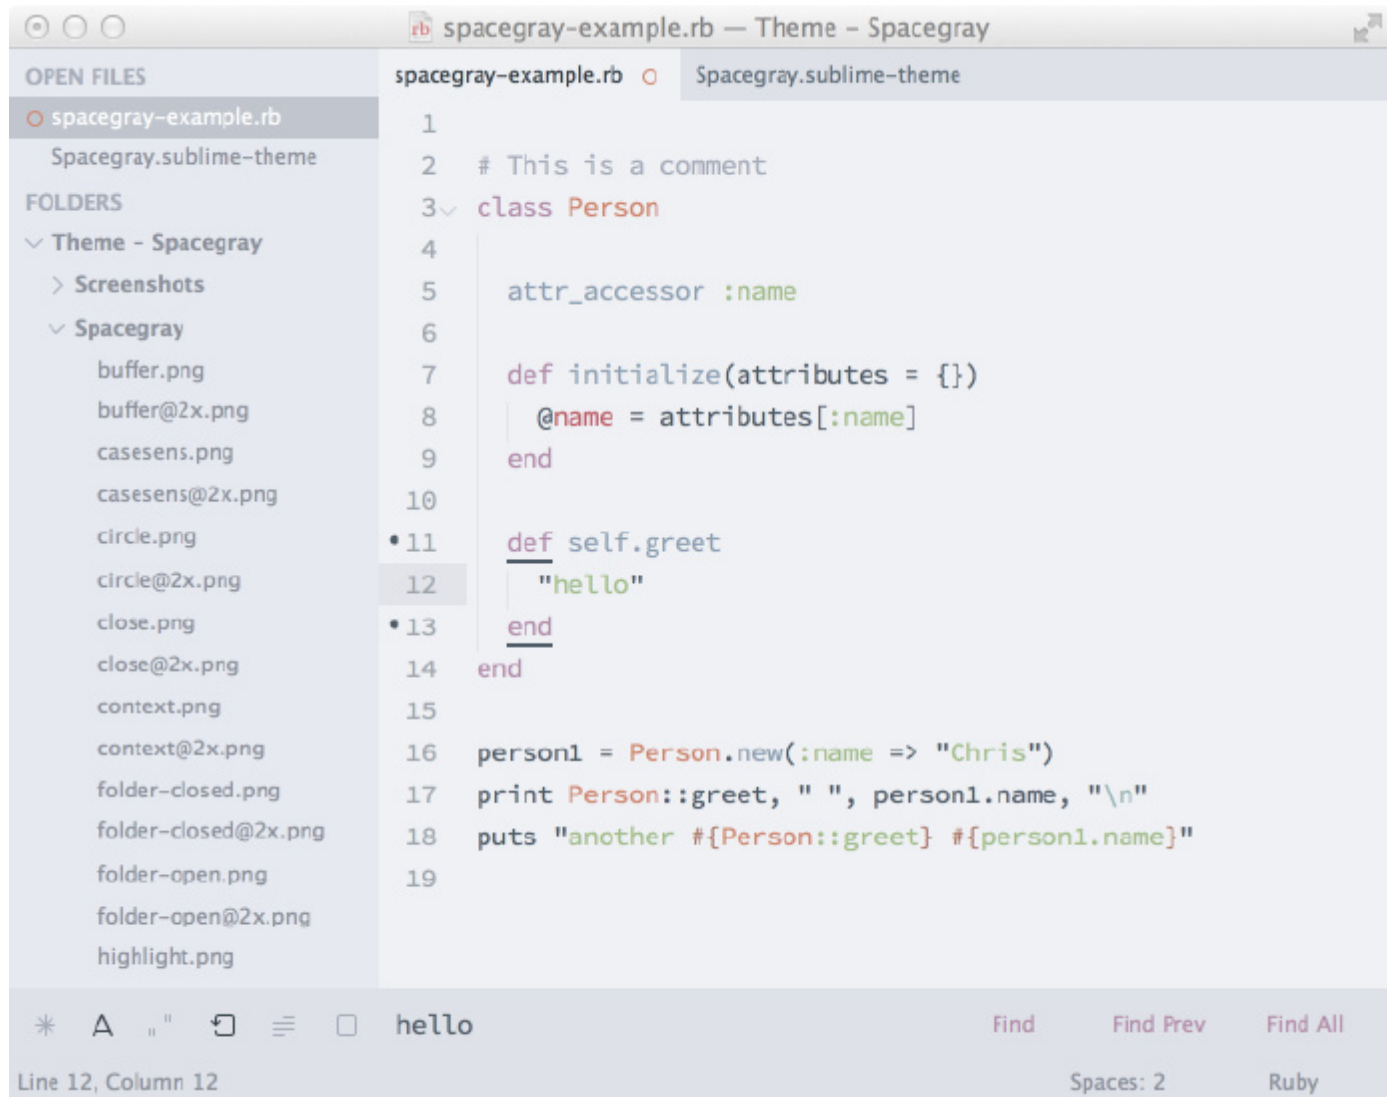 rb spacegray-example.rb — Theme - Spacegray
OPEN FILES
spacegray-example.rb
Spacegray.sublime-theme
FOLDERS
Theme - Spacegray
Screenshots
Spacegray
buffer.png
buffer@2x.png
casesens.png
casesens@2x.png
circle.png
circle@2x.png
close.png
close@2x.png
context.png
context@2x.png
folder-closed.png
folder-closed@2x.png
folder-open.png
folder-open@2x.png
highlight.png
spacegray-example.rb Spacegray.sublime-theme
1
2 # This is a comment
3 class Person
4
5 attr_accessor :name
6
7 def initialize(attributes = {})
8 @name = attributes[:name]
9 end
10
11 def self.greet
12 "hello"
13 end
14 end
15
16 person1 = Person.new(:name => "Chris")
17 print Person::greet, " ", person1.name, "\n"
18 puts "another #{Person::greet} #{person1.name}"
19
hello Find Find Prev Find All
Line 12, Column 12 Spaces: 2 Ruby